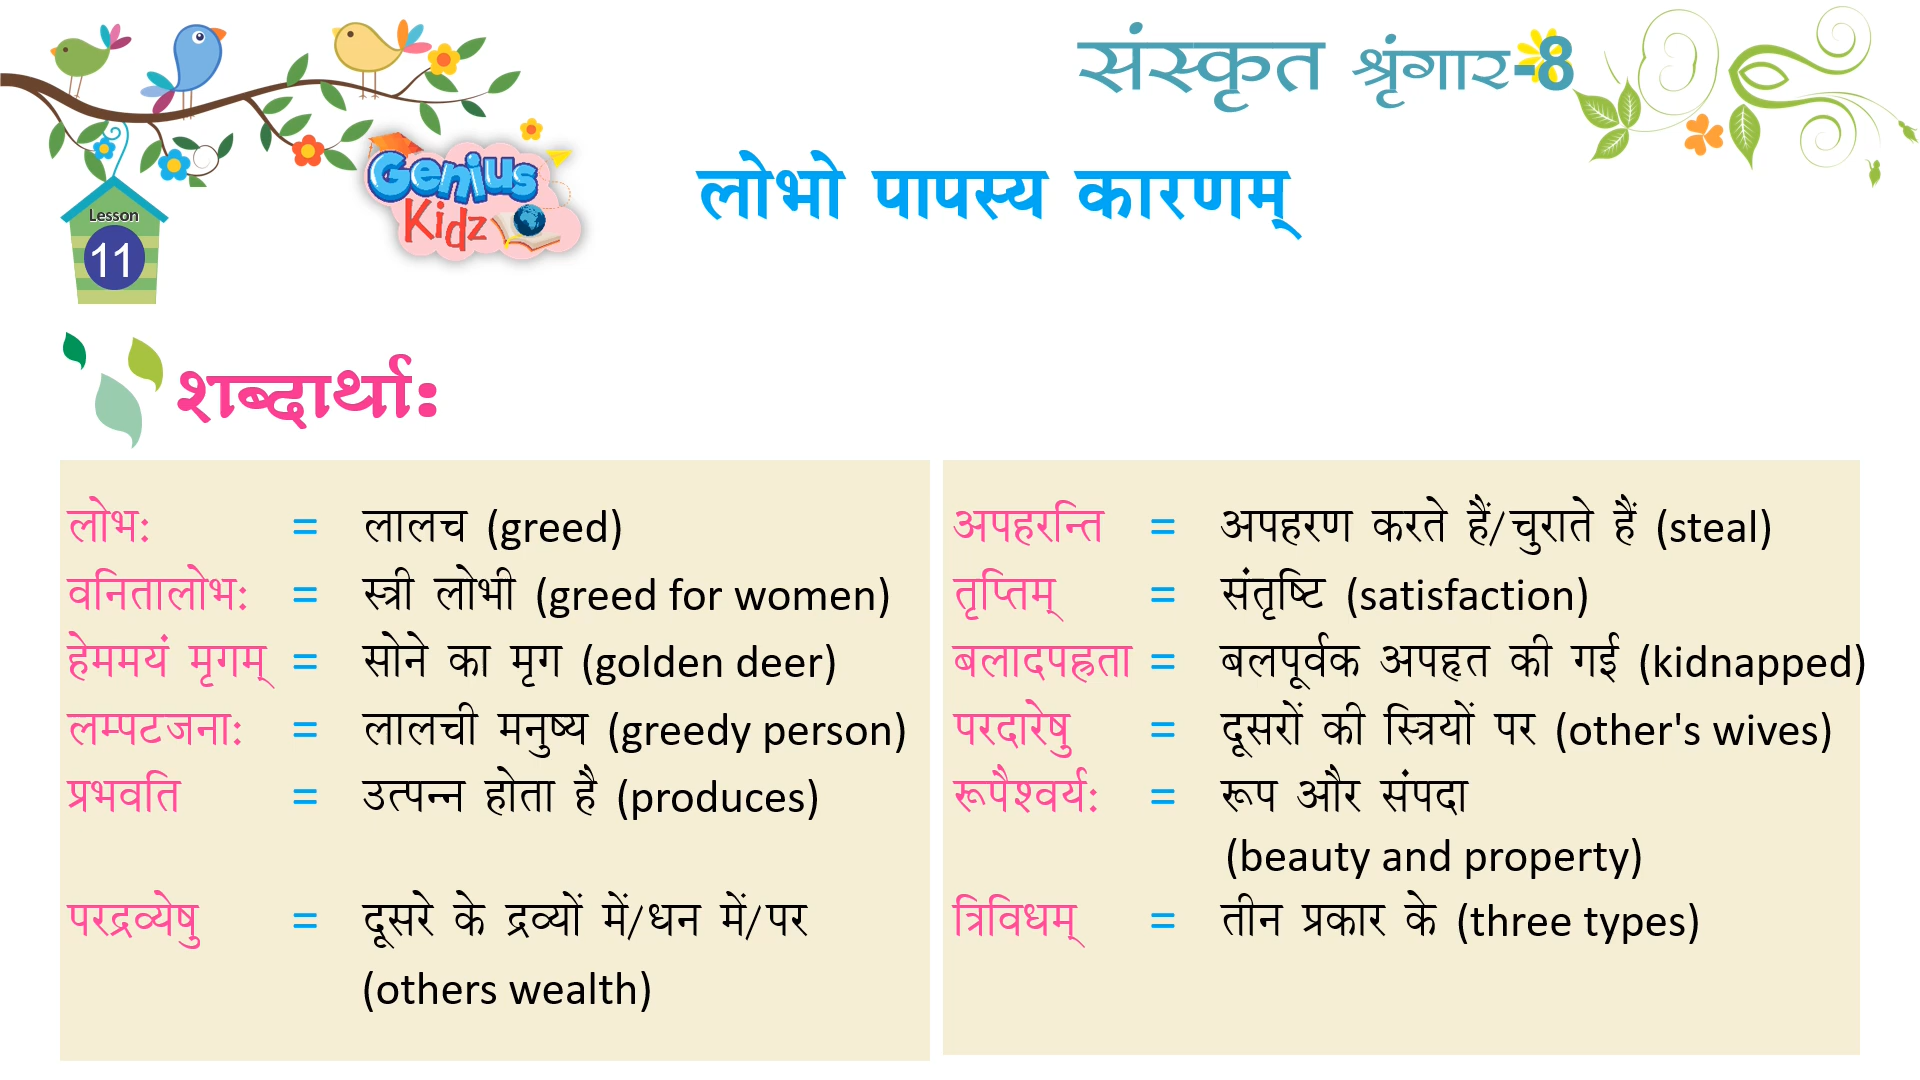 संस्कृत श्रृंगार-8
Genius
Kidz
Lesson
11
लोभो पापस्य कारणम्
शब्दार्थाः
लोभः = लालच (greed)
वनितालोभः = स्त्री लोभी (greed for women)
हेममयं मृगम् = सोने का मृग (golden deer)
लम्पटजनाः = लालची मनुष्य (greedy person)
प्रभवति = उत्पन्न होता है (produces)
परद्रव्येषु = दूसरे के द्रव्यों में/धन में/पर
(others wealth)
अपहरन्ति = अपहरण करते हैं/चुराते हैं (steal)
तृप्तिम् = संतृष्टि (satisfaction)
बलादपह्रता = बलपूर्वक अपहृत की गई (kidnapped)
परदारेषु = दूसरों की स्त्रियों पर (other's wives)
रूपैश्वर्यः = रूप और संपदा
(beauty and property)
त्रिविधम् = तीन प्रकार के (three types)